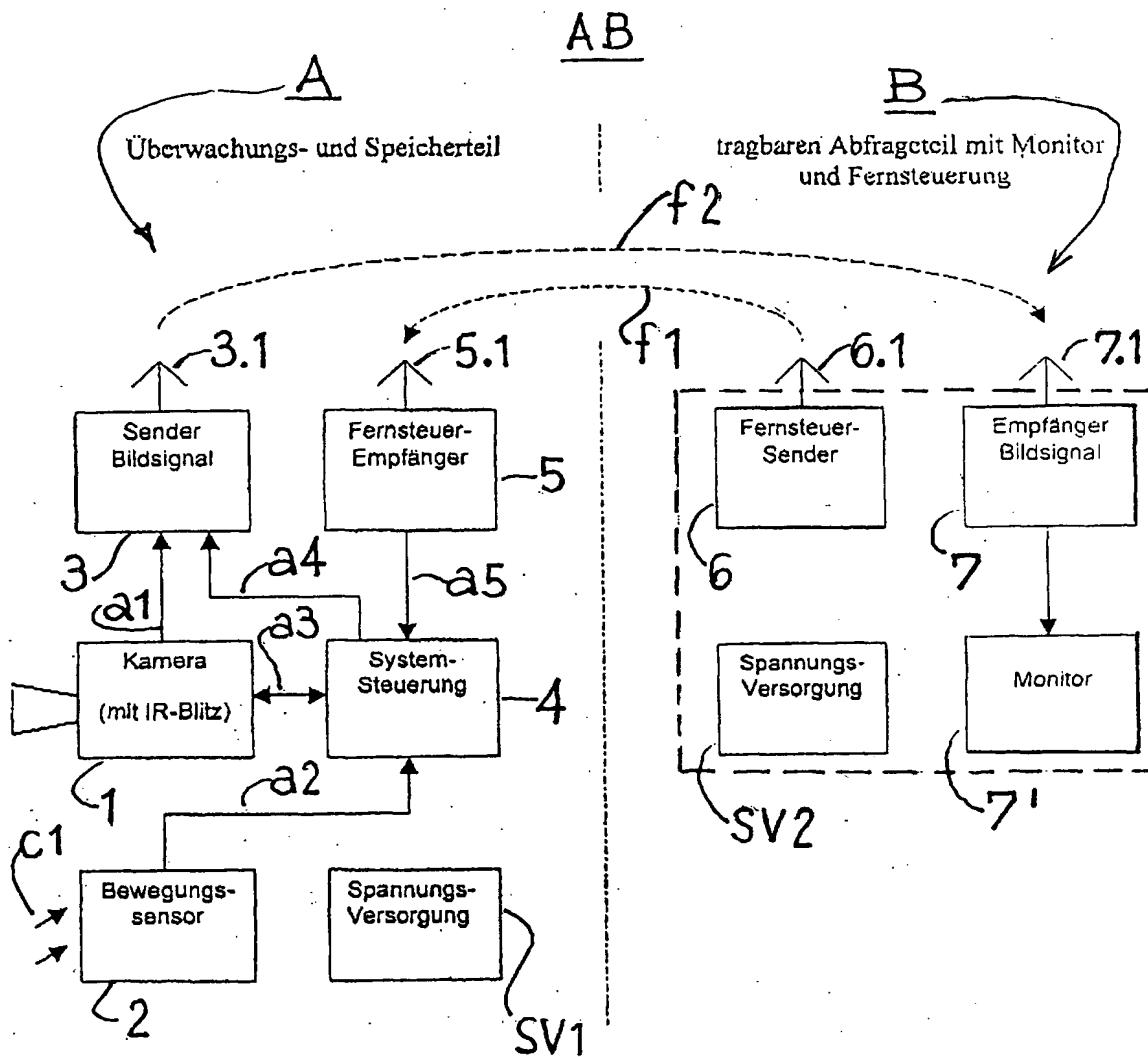 AB
A
Überwachungs- und Speicherteil
B
tragbaren Abfrageteil mit Monitor
und Fernsteuerung
f2
f1
3.1
5.1
6.1
7.1
Sender
Bildsignal
3
Fernsteuer-
Empfänger
5
Fernsteuer-
Sender
6
Empfänger
Bildsignal
7
a1
a4
a5
a3
Kamera
(mit IR-Blitz)
1
System-
Steuerung
4
Spannungs-
Versorgung
SV2
Monitor
7'
a2
c1
Bewegungs-
sensor
2
Spannungs-
Versorgung
SV1